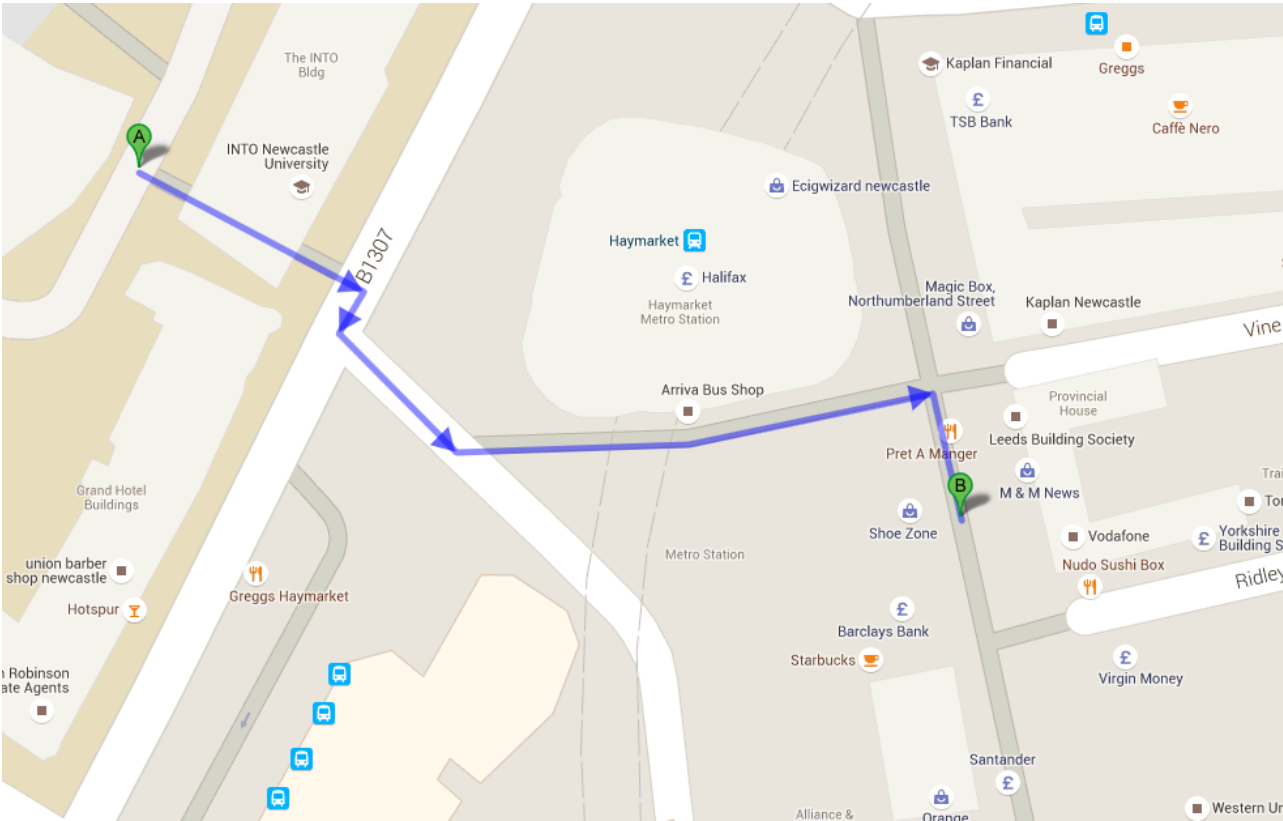 The INTO
Bldg
A
INTO Newcastle
University
B1307
Kaplan Financial
Greggs
£
TSB Bank
Caffè Nero
Ecigwizard newcastle
Haymarket
£
Halifax
Haymarket
Metro Station
Magic Box,
Northumberland Street
Kaplan Newcastle
Vine
Arriva Bus Shop
Provincial
House
Leeds Building Society
Pret A Manger
M & M News
B
Shoe Zone
Vodafone
£
Yorkshire
Building S
Nudo Sushi Box
Ridley
Grand Hotel
Buildings
Metro Station
union barber
shop newcastle
Greggs Haymarket
Hotspur
£
Barclays Bank
Starbucks
£
Virgin Money
Robinson
ate Agents
Santander
£
Orange
Alliance &